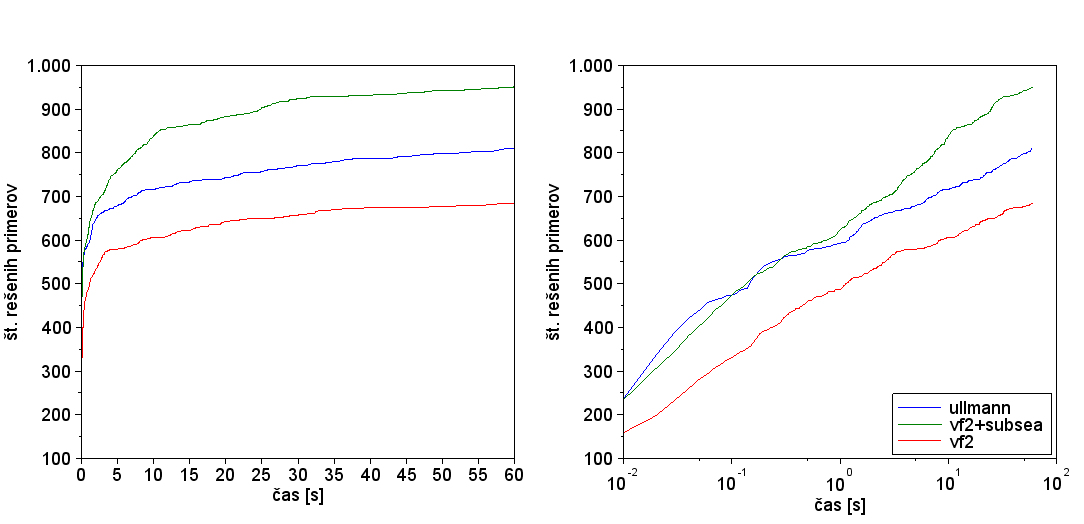 1.000
900
800
700
600
500
400
300
200
100
št. rešenih primerov
0 5 10 15 20 25 30 35 40 45 50 55 60
čas [s]
1.000
900
800
700
600
500
400
300
200
100
št. rešenih primerov
ullmann
vf2+subsea
vf2
10^-2 10^-1 10^0 10^1 10^2
čas [s]